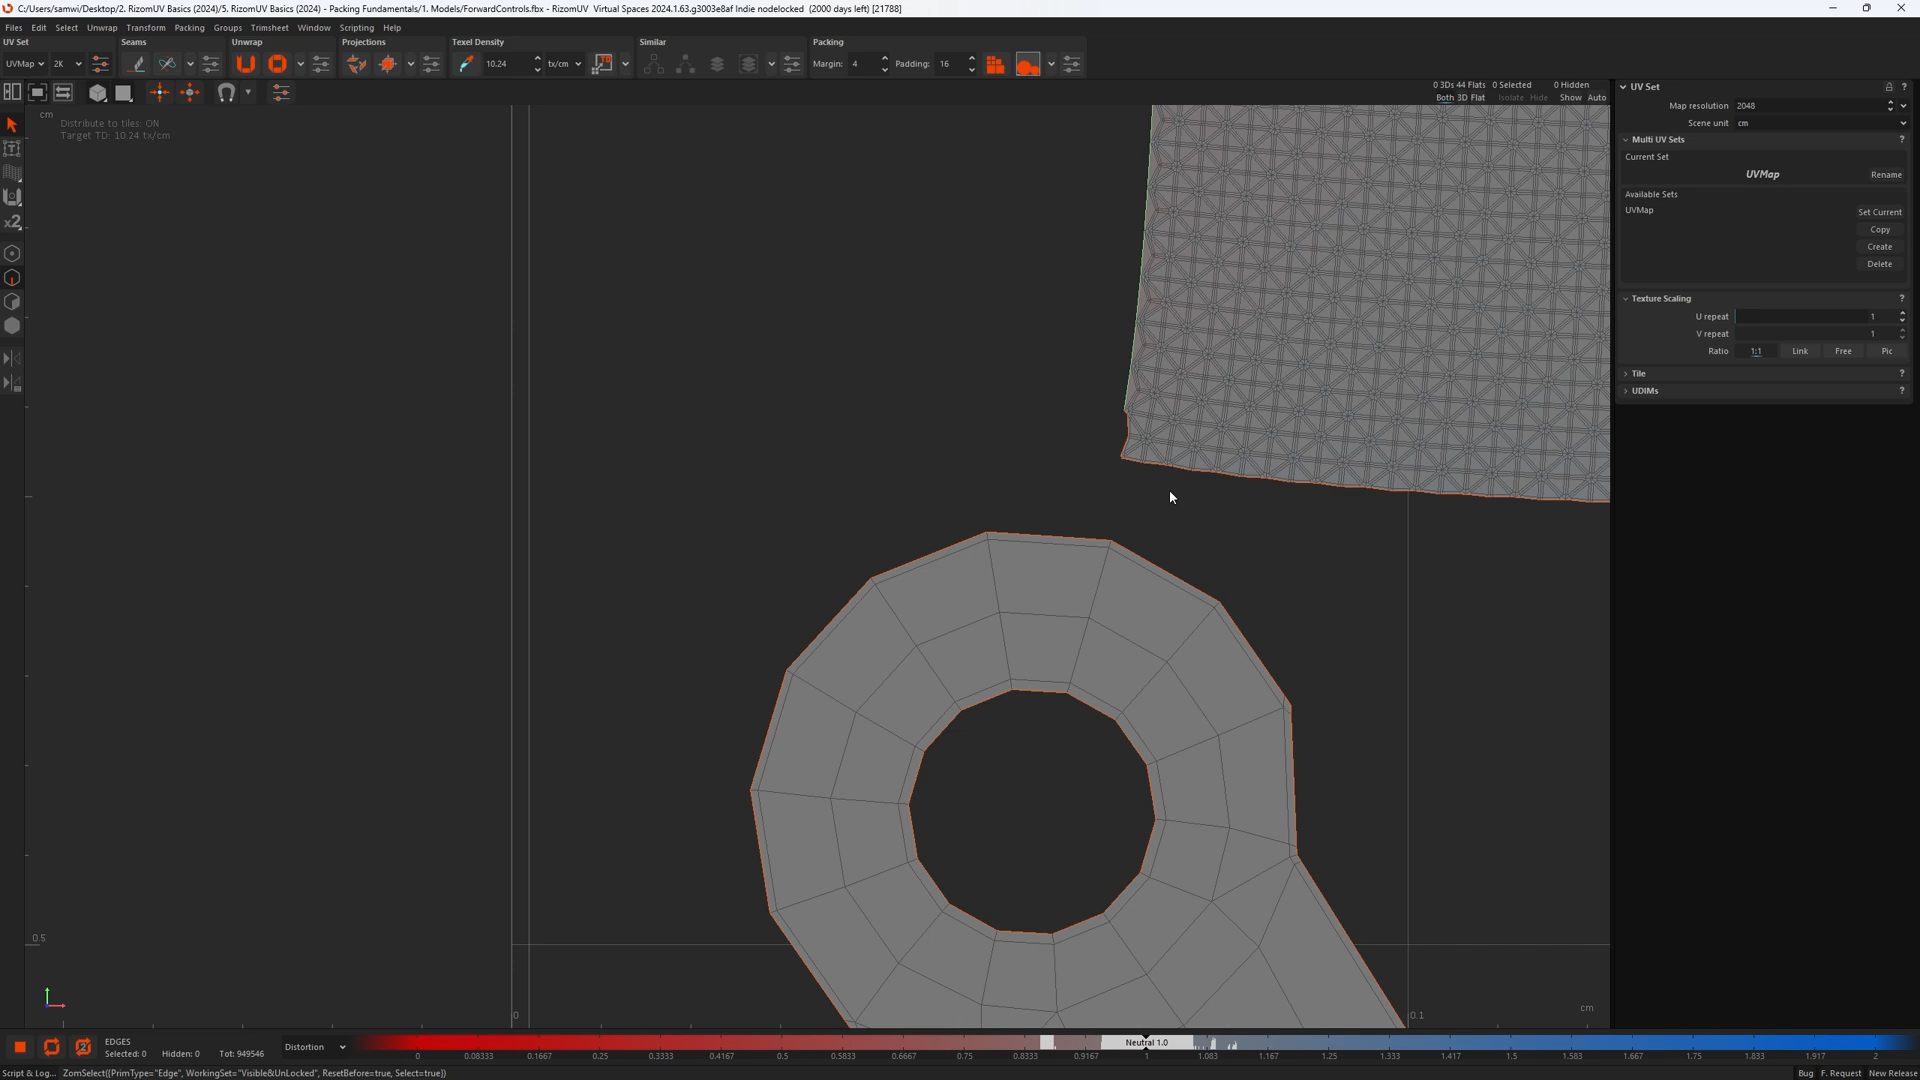 C:/Users/samwi/Desktop/2. RizomUV Basics (2024)/5. RizomUV Basics (2024) - Packing Fundamentals/1. Models/ForwardControls.fbx - RizomUV  Virtual Spaces 2024.1.63.g3003e8af Indie nodelocked  (2000 days left) [21788]
Files Edit Select Unwrap Transform Packing Groups Trimsheet Window Scripting Help
UV Set Seams Unwrap Projections Texel Density Similar Packing
UVMap 2K 10.24 tx/cm TD Margin: 4 Padding: 16
0 3Ds 44 Flats 0 Selected 0 Hidden
Both 3D Flat Isolate Hide Show Auto
cm
Distribute to tiles: ON
Target TD: 10.24 tx/cm
x2
UV Set ?
Map resolution 2048
Scene unit cm
Multi UV Sets ?
Current Set
UVMap Rename
Available Sets
UVMap Set Current
Copy
Create
Delete
Texture Scaling ?
U repeat 1
V repeat 1
Ratio 1:1 Link Free Pic
Tile ?
UDIMs ?
0.5
0 0.1 cm
EDGES
Selected: 0 Hidden: 0 Tot: 949546
Distortion
Neutral 1.0
0 0.08333 0.1667 0.25 0.3333 0.4167 0.5 0.5833 0.6667 0.75 0.8333 0.9167 1 1.083 1.167 1.25 1.333 1.417 1.5 1.583 1.667 1.75 1.833 1.917 2
Script & Log... ZomSelect({PrimType="Edge", WorkingSet="Visible&UnLocked", ResetBefore=true, Select=true})
Bug F. Request New Release